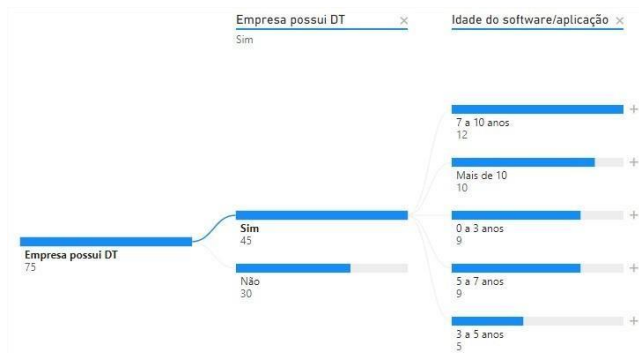 Empresa possui DT ×
Sim
Idade do software/aplicação ×
Empresa possui DT
75
Sim
45
Não
30
7 a 10 anos
12
Mais de 10
10
0 a 3 anos
9
5 a 7 anos
9
3 a 5 anos
5